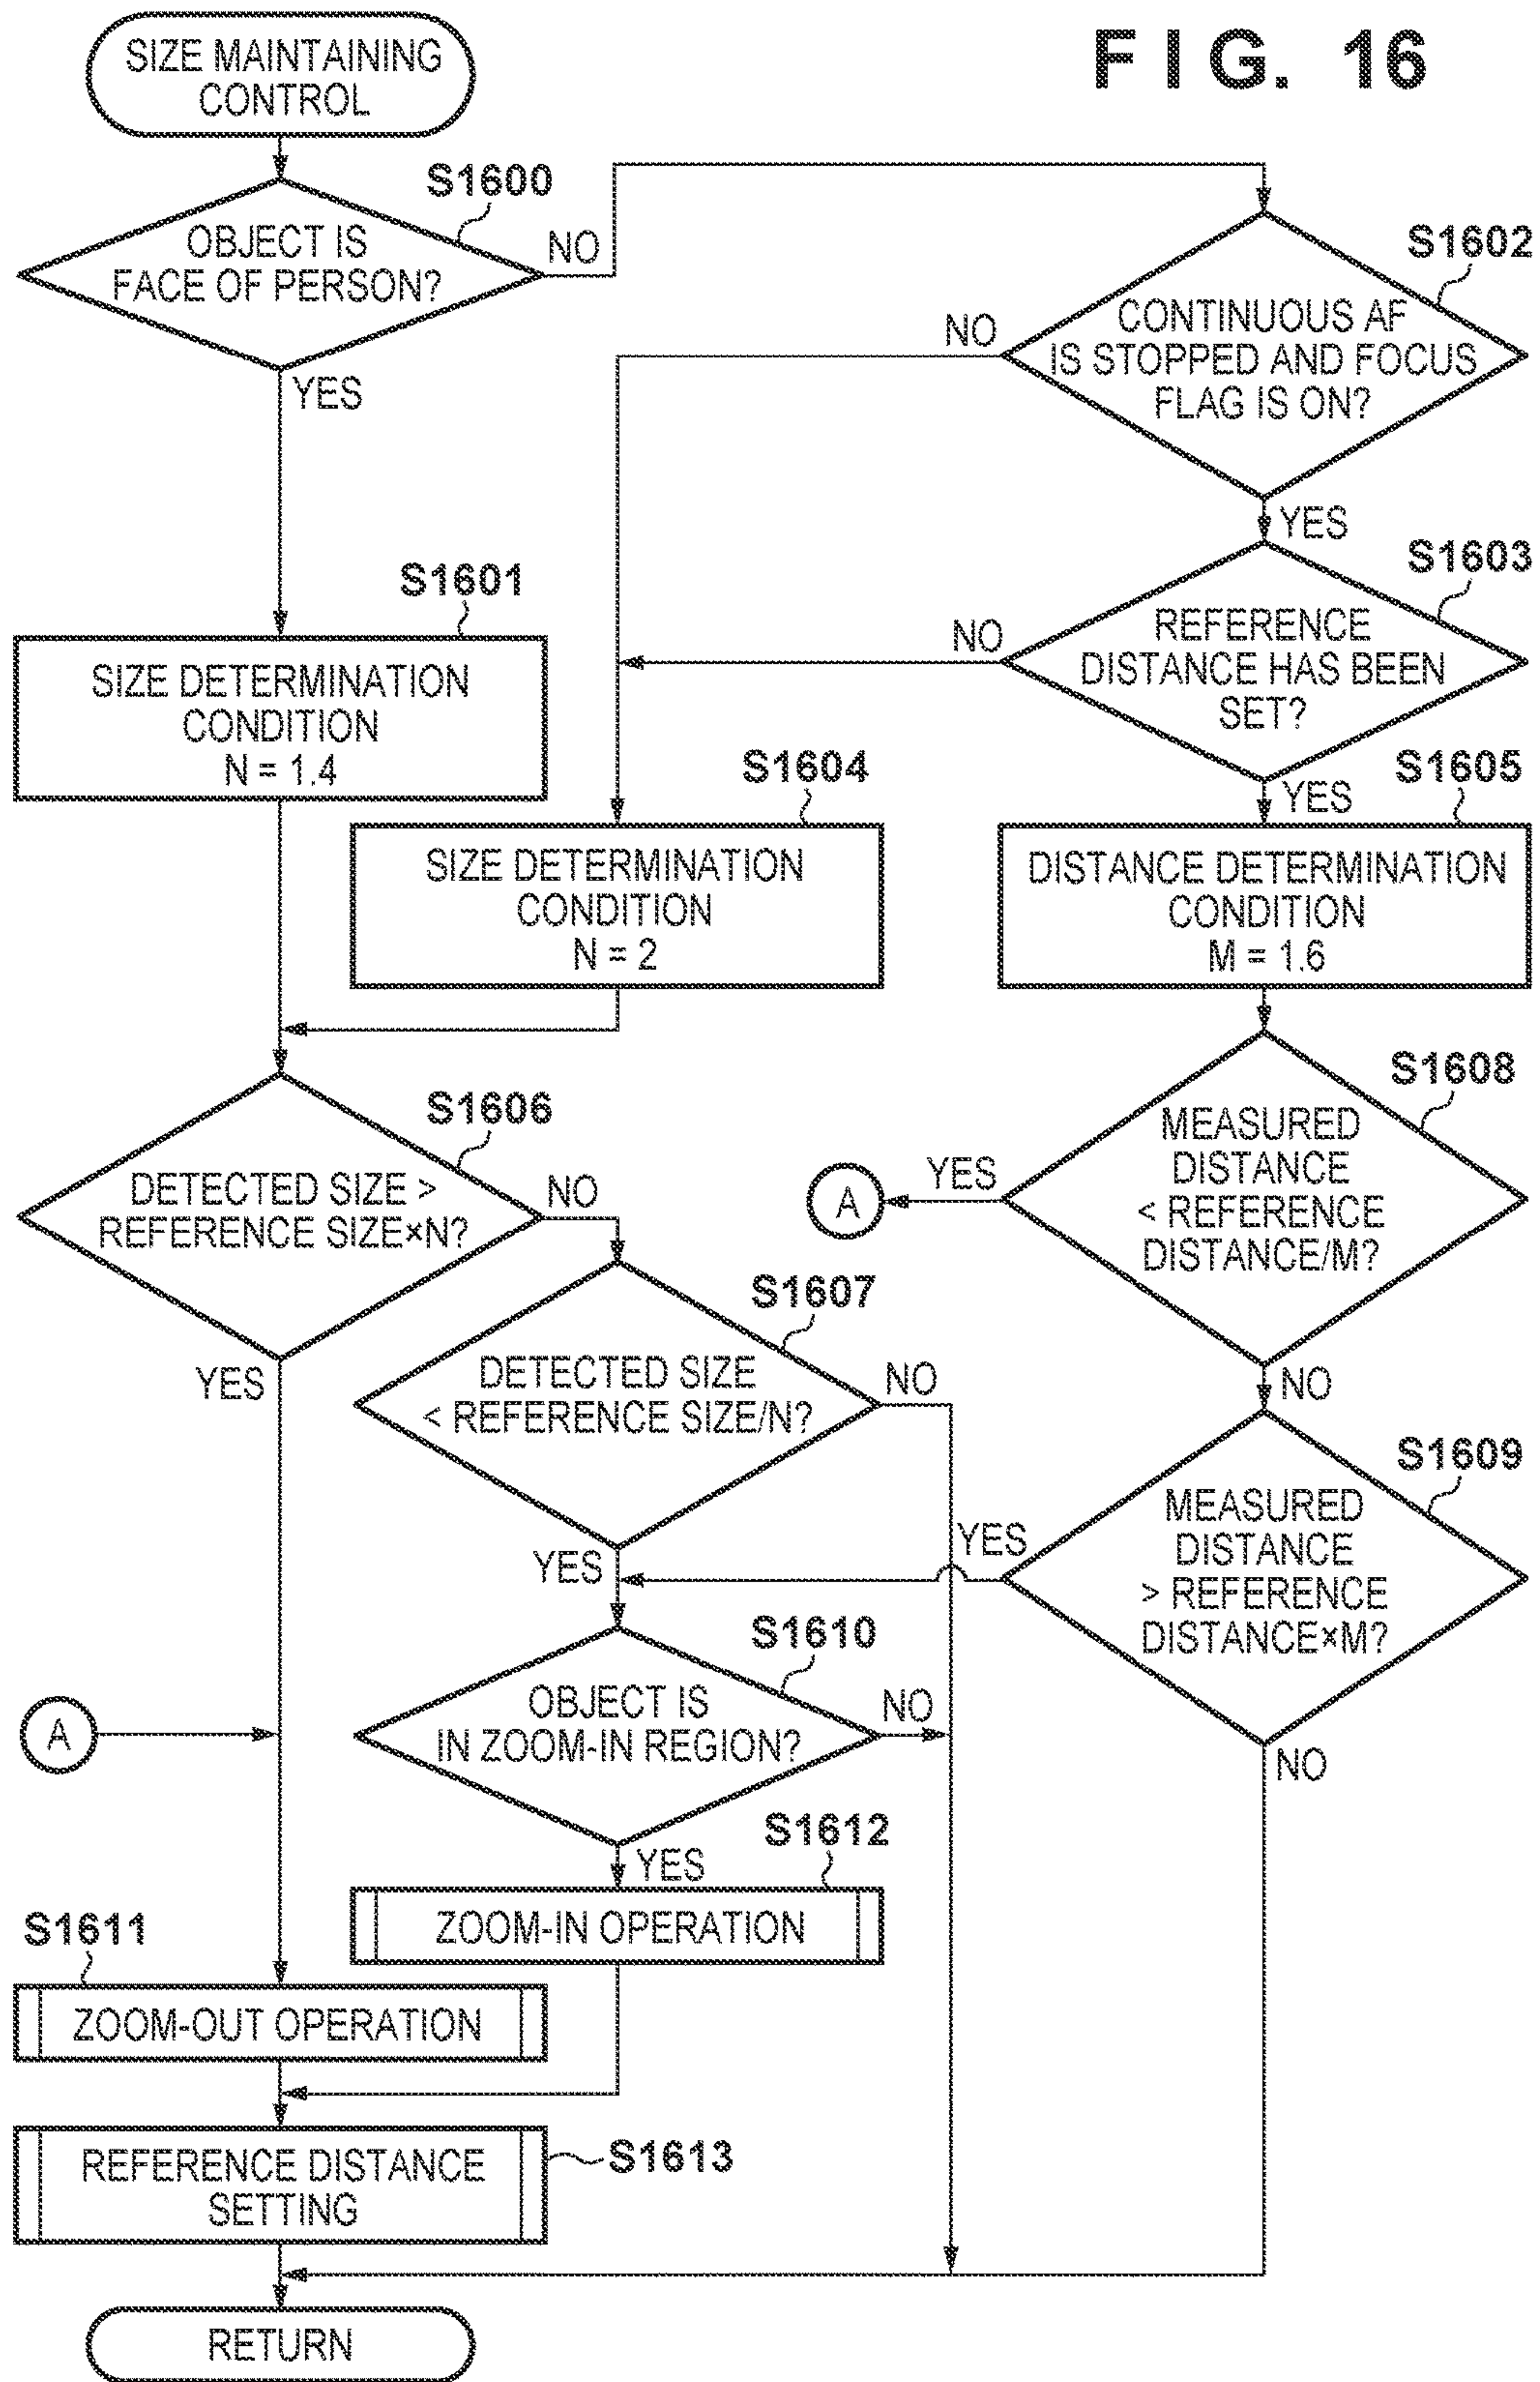 FIG. 16
SIZE MAINTAINING
CONTROL
S1600
OBJECT IS
FACE OF PERSON?
NO
YES
S1602
CONTINUOUS AF
IS STOPPED AND FOCUS
FLAG IS ON?
NO
YES
S1603
REFERENCE
DISTANCE HAS BEEN
SET?
NO
YES
S1601
SIZE DETERMINATION
CONDITION
N = 1.4
S1604
SIZE DETERMINATION
CONDITION
N = 2
S1605
DISTANCE DETERMINATION
CONDITION
M = 1.6
S1606
DETECTED SIZE >
REFERENCE SIZE×N?
NO
YES
S1608
MEASURED
DISTANCE
< REFERENCE
DISTANCE/M?
YES
A
NO
S1607
DETECTED SIZE
< REFERENCE SIZE/N?
NO
YES
S1609
MEASURED
DISTANCE
> REFERENCE
DISTANCE×M?
YES
NO
S1610
OBJECT IS
IN ZOOM-IN REGION?
NO
YES
A
S1612
ZOOM-IN OPERATION
S1611
ZOOM-OUT OPERATION
REFERENCE DISTANCE
SETTING
S1613
RETURN